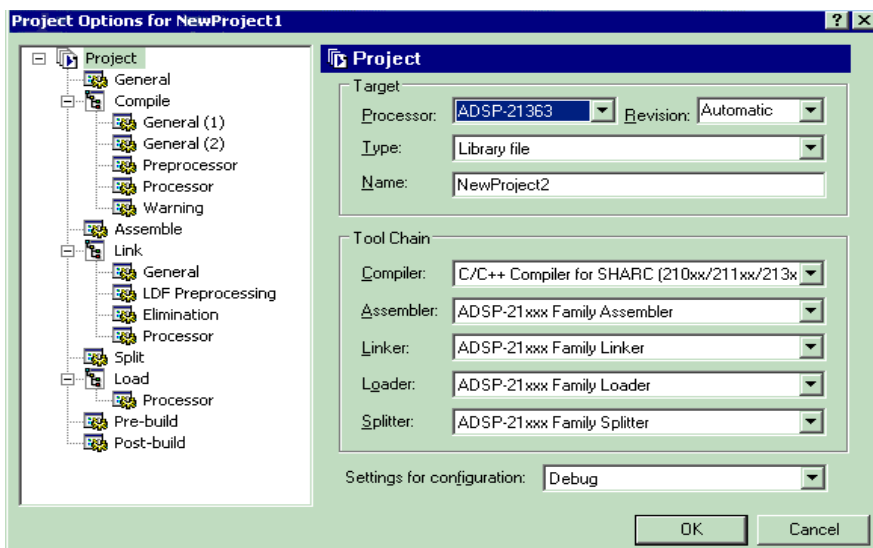 Project Options for NewProject1
Project
General
Compile
General (1)
General (2)
Preprocessor
Processor
Warning
Assemble
Link
General
LDF Preprocessing
Elimination
Processor
Split
Load
Processor
Pre-build
Post-build
Project
Target
Processor: ADSP-21363 Revision: Automatic
Type: Library file
Name: NewProject2
Tool Chain
Compiler: C/C++ Compiler for SHARC (210xx/211xx/213x
Assembler: ADSP-21xxx Family Assembler
Linker: ADSP-21xxx Family Linker
Loader: ADSP-21xxx Family Loader
Splitter: ADSP-21xxx Family Splitter
Settings for configuration: Debug
OK Cancel